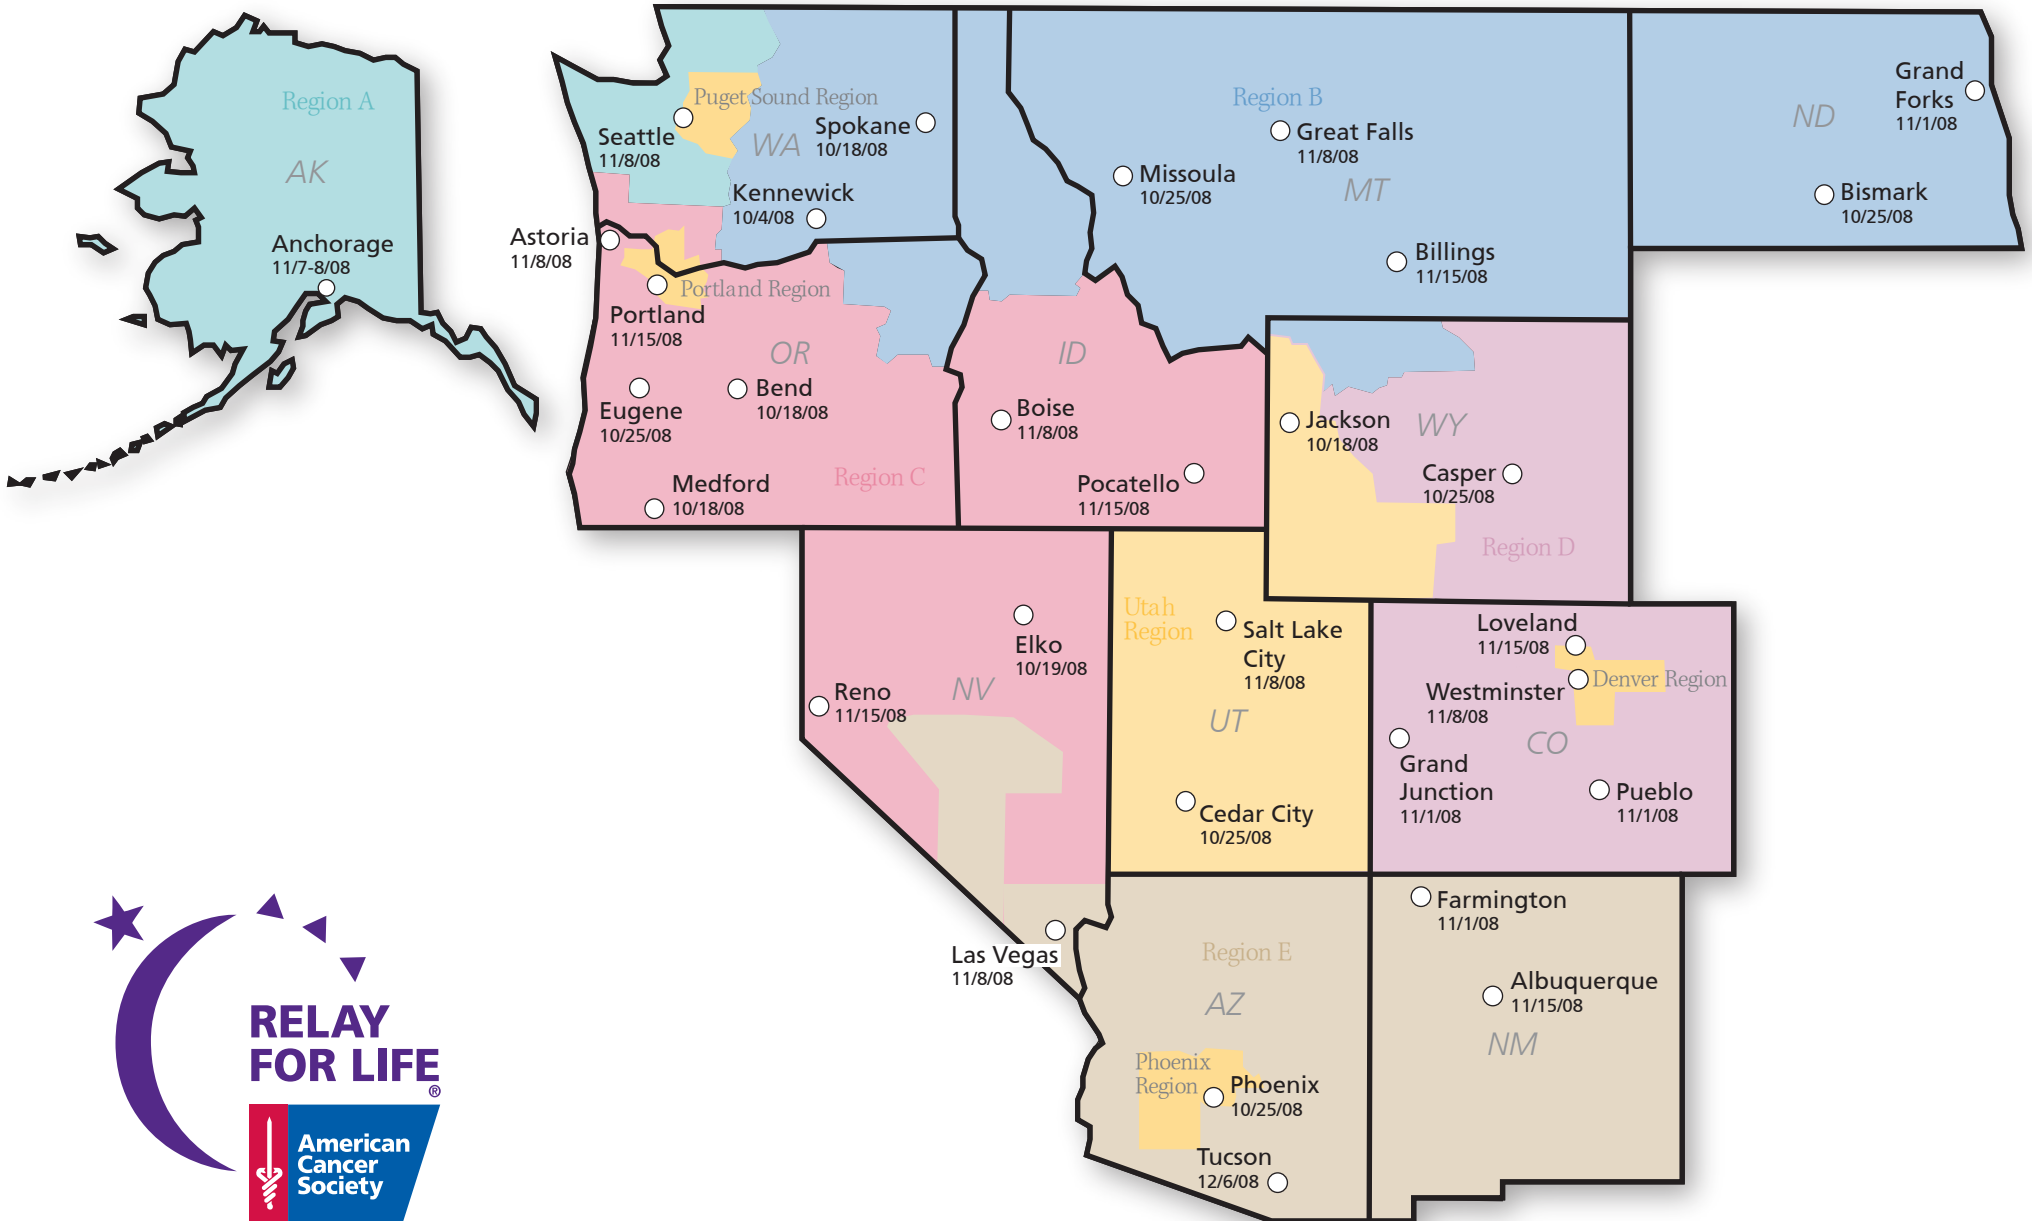 Region A
AK
Anchorage
11/7-8/08
Puget Sound Region
Seattle
11/8/08
WA
Spokane
10/18/08
Kennewick
10/4/08
Astoria
11/8/08
Portland Region
Portland
11/15/08
OR
Eugene
10/25/08
Bend
10/18/08
Medford
10/18/08
Region C
ID
Boise
11/8/08
Pocatello
11/15/08
Region B
Great Falls
11/8/08
Missoula
10/25/08
MT
Billings
11/15/08
ND
Grand
Forks
11/1/08
Bismark
10/25/08
Jackson
10/18/08
WY
Casper
10/25/08
Region D
Elko
10/19/08
Reno
11/15/08
NV
Las Vegas
11/8/08
Utah
Region
Salt Lake
City
11/8/08
UT
Cedar City
10/25/08
Loveland
11/15/08
Denver Region
Westminster
11/8/08
CO
Grand
Junction
11/1/08
Pueblo
11/1/08
Region E
AZ
Phoenix
Region
Phoenix
10/25/08
Tucson
12/6/08
Farmington
11/1/08
Albuquerque
11/15/08
NM
RELAY
FOR LIFE
®
American
Cancer
Society